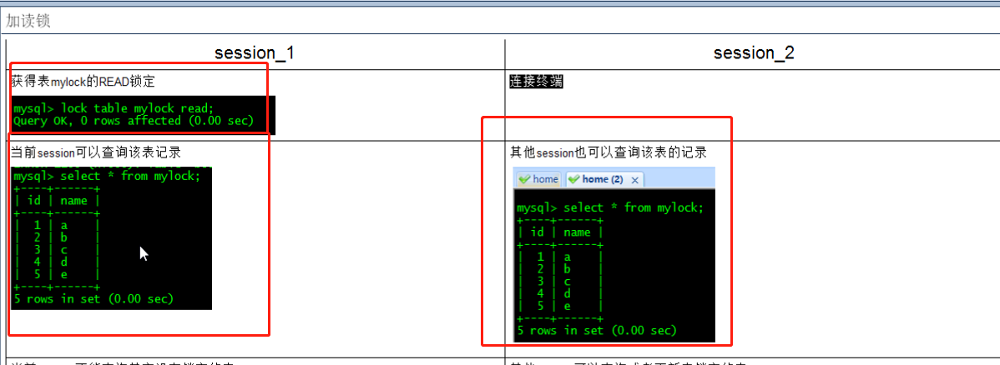 加读锁
session_1
session_2
获得表mylock的READ锁定
mysql> lock table mylock read;
Query OK, 0 rows affected (0.00 sec)
连接终端
当前session可以查询该表记录
mysql> select * from mylock;
+----+------+
| id | name |
+----+------+
| 1 | a |
| 2 | b |
| 3 | c |
| 4 | d |
| 5 | e |
+----+------+
5 rows in set (0.00 sec)
其他session也可以查询该表的记录
home home (2) x
mysql> select * from mylock;
+----+------+
| id | name |
+----+------+
| 1 | a |
| 2 | b |
| 3 | c |
| 4 | d |
| 5 | e |
+----+------+
5 rows in set (0.00 sec)